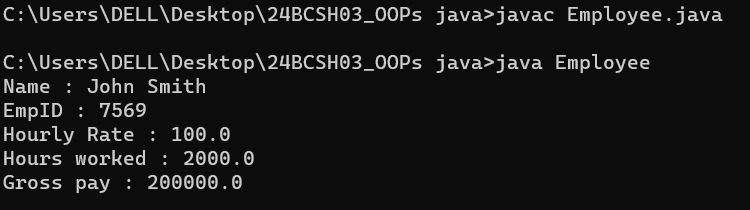 C:\Users\DELL\Desktop\24BCSH03_OOPs java>javac Employee.java
C:\Users\DELL\Desktop\24BCSH03_OOPs java>java Employee
Name : John Smith
EmpID : 7569
Hourly Rate : 100.0
Hours worked : 2000.0
Gross pay : 200000.0